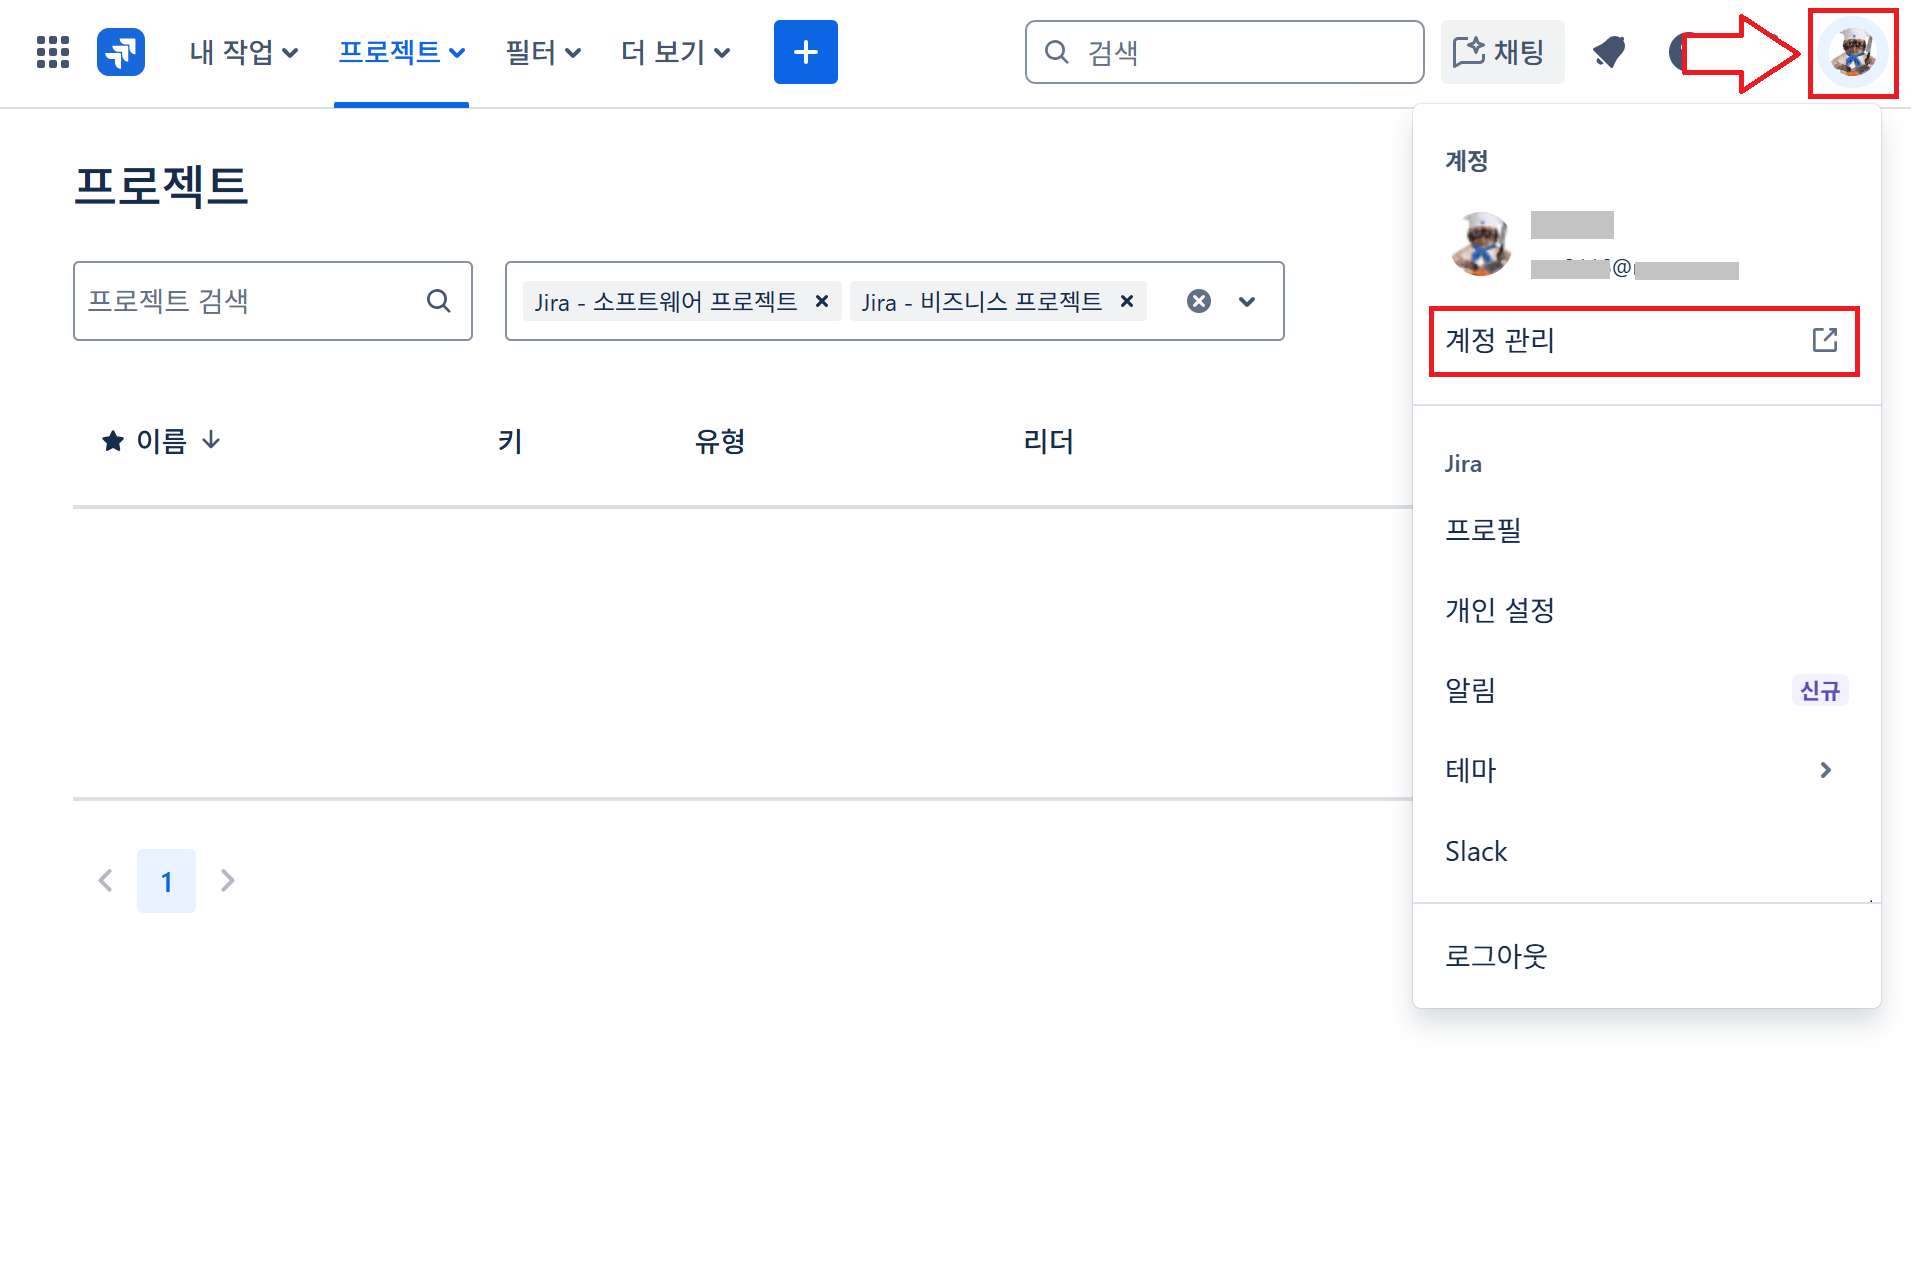 내 작업
프로젝트
필터
더 보기
검색
채팅
프로젝트
프로젝트 검색
Jira - 소프트웨어 프로젝트
Jira - 비즈니스 프로젝트
이름
키
유형
리더
1
계정
@
계정 관리
Jira
프로필
개인 설정
알림
신규
테마
Slack
로그아웃